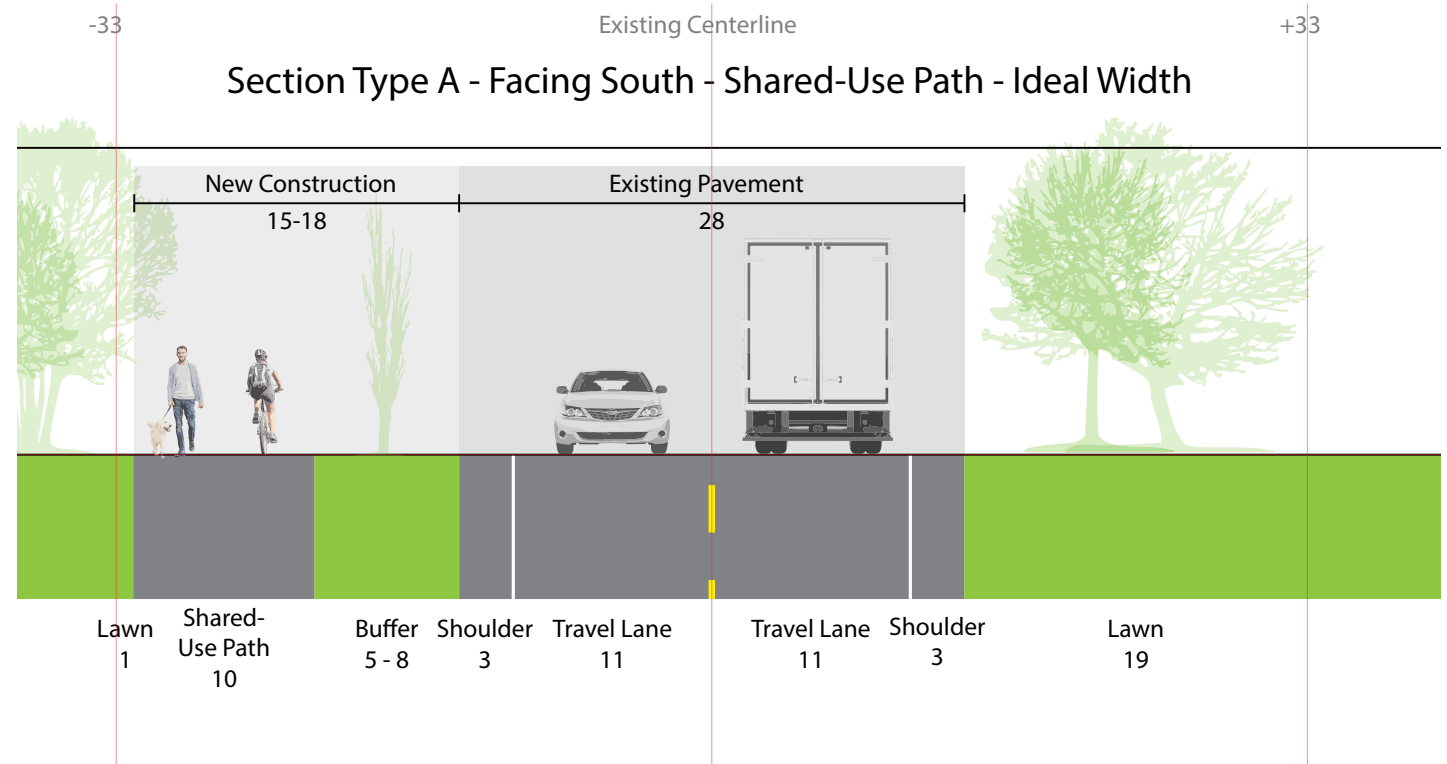 -33
Existing Centerline
+33
Section Type A - Facing South - Shared-Use Path - Ideal Width
New Construction
15-18
Existing Pavement
28
Lawn
1
Shared-
Use Path
10
Buffer
5 - 8
Shoulder
3
Travel Lane
11
Travel Lane
11
Shoulder
3
Lawn
19